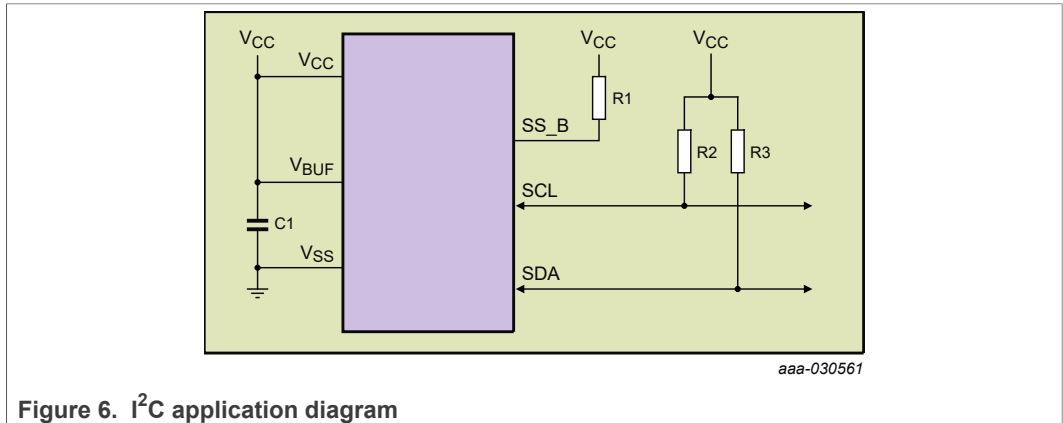 VCC
VCC
VBUF
C1
VSS
VCC
R1
SS_B
VCC
R2
R3
SCL
SDA
aaa-030561
Figure 6. I2C application diagram